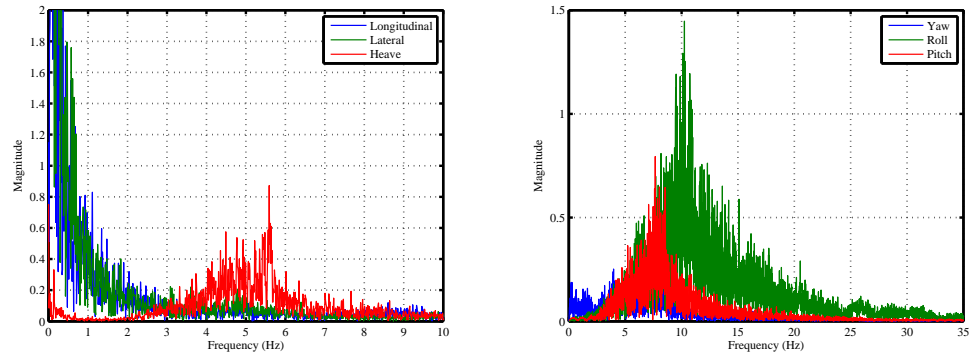 2
1.8
1.6
1.4
1.2
1
0.8
0.6
0.4
0.2
0
0 1 2 3 4 5 6 7 8 9 10
Magnitude
Frequency (Hz)
Longitudinal
Lateral
Heave
1.5
1
0.5
0
0 5 10 15 20 25 30 35
Magnitude
Frequency (Hz)
Yaw
Roll
Pitch